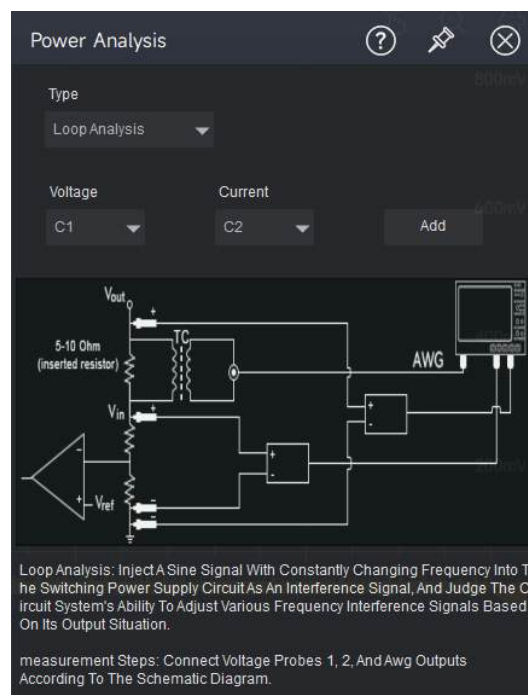 Power Analysis
800mV
Type
Loop Analysis
Voltage
Current
600mV
C1
C2
Add
Vout
5-10 Ohm
(inserted resistor)
TC
AWG
Vin
+
-
+
-
200mV
Vref
Loop Analysis: Inject A Sine Signal With Constantly Changing Frequency Into T
he Switching Power Supply Circuit As An Interference Signal, And Judge The C
ircuit System's Ability To Adjust Various Frequency Interference Signals Based
On Its Output Situation.
measurement Steps: Connect Voltage Probes 1, 2, And Awg Outputs
According To The Schematic Diagram.